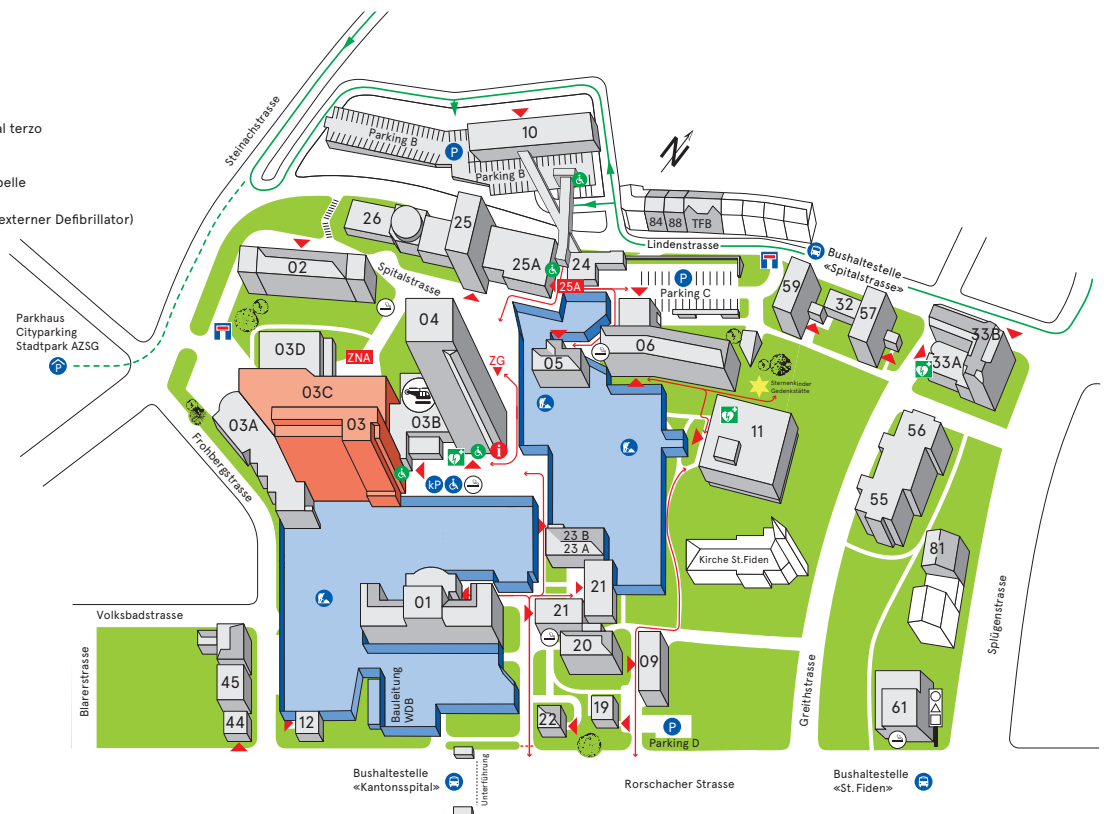 al terzo
pelle
externer Defibrillator)
Steinachstrasse
Parking B
P
10
Parking B
N
84
88
TFB
Lindenstrasse
Bushaltestelle
«Spitalstrasse»
26
25
25A
24
25A
P
Parking C
59
32
57
33B
33A
02
Spitalstrasse
04
Parkhaus
Cityparking
Stadtpark AZSG
P
03D
ZNA
ZG
05
06
Sternenkinder
Gedenkstätte
03C
03
03B
03A
i
kP
11
56
55
Frohbergstrasse
23 B
23 A
Kirche St.Fiden
81
01
21
21
20
09
Volksbadstrasse
Blarerstrasse
45
44
12
Bauleitung
WDB
22
19
P
Parking D
Greithstrasse
Splügenstrasse
61
Bushaltestelle
«Kantonsspital»
Unterführung
Rorschacher Strasse
Bushaltestelle
«St. Fiden»